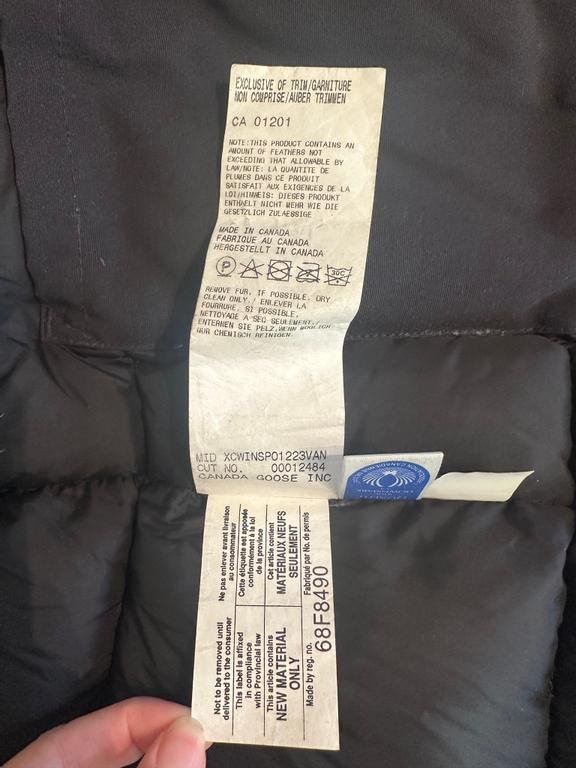 EXCLUSIVE OF TRIM/GARNITURE
NON COMPRISE/AUBER TRIMMEN
CA 01201
NOTE:THIS PRODUCT CONTAINS AN
AMOUNT OF FEATHERS NOT
EXCEEDING THAT ALLOWABLE BY
LAW/NOTE: LA QUANTITE DE
PLUMES DANS CE PRODUIT
SATISFAIT AUX EXIGENCES DE LA
LOI/HINWEIS: DIESES PRODUKT
ENTHAELT NICHT MEHR WIE DIE
GESETZLICH ZULAESSIGE
MADE IN CANADA
FABRIQUE AU CANADA
HERGESTELLT IN CANADA
P 30C
REMOVE FUR, IF POSSIBLE. DRY
CLEAN ONLY./ ENLEVER LA
FOURRURE, SI POSSIBLE.
NETTOYAGE A SEC SEULEMENT./
ENTERNEN SIE PELZ,WENN MOGLICH
NUR CHEMISCH REINIGEN.
MID XCWINSPO1223VAN
CUT NO. 00012484
CANADA GOOSE INC
Not to be removed until
delivered to the consumer
Ne pas enlever avant livraison
au consommateur
This label is affixed
in compliance
with Provincial law
Cette étiquette est apposée
conformément à la loi
de la province
This article contains
NEW MATERIAL
ONLY
Cet article contient
MATÉRIAUX NEUFS
SEULEMENT
Made by reg. no.
Fabriqué par No. de permis
68F8490